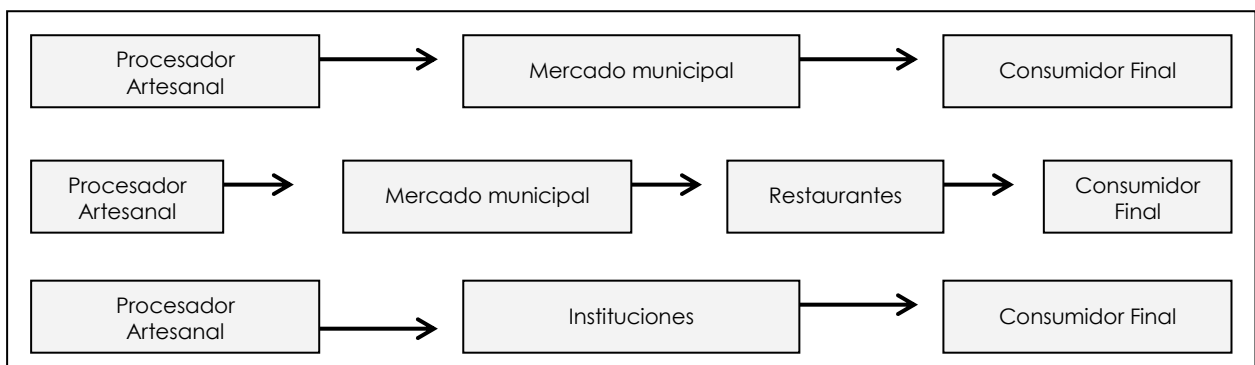 Procesador
Artesanal
Mercado municipal
Consumidor Final
Procesador
Artesanal
Mercado municipal
Restaurantes
Consumidor
Final
Procesador
Artesanal
Instituciones
Consumidor Final